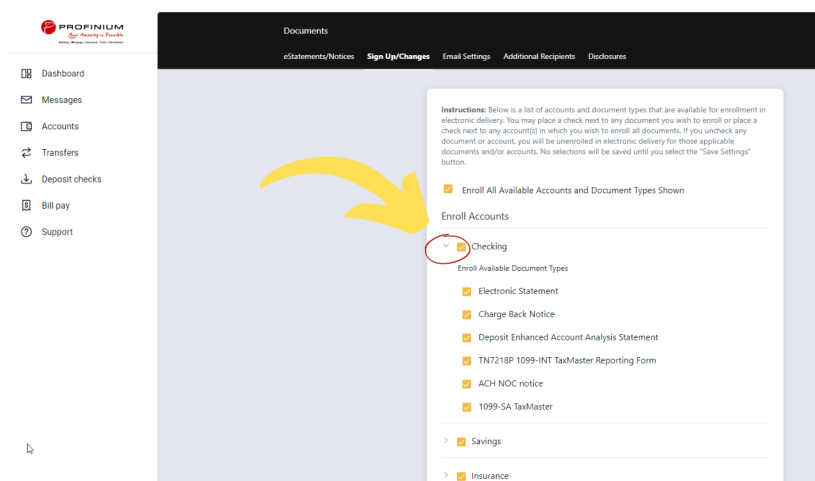 PROFINIUM
Your Amazing is Possible
Documents
eStatements/Notices Sign Up/Changes Email Settings Additional Recipients Disclosures
Dashboard
Messages
Accounts
Transfers
Deposit checks
Bill pay
Support
Instructions: Below is a list of accounts and document types that are available for enrollment in
electronic delivery. You may place a check next to any document you wish to enroll or place a
check next to any account(s) in which you wish to enroll all documents. If you uncheck any
document or account, you will be unenrolled in electronic delivery for those applicable
documents and/or accounts. No selections will be saved until you select the "Save Settings"
button.
Enroll All Available Accounts and Document Types Shown
Enroll Accounts
Checking
Enroll Available Document Types
Electronic Statement
Charge Back Notice
Deposit Enhanced Account Analysis Statement
TN7218P 1099-INT TaxMaster Reporting Form
ACH NOC notice
1099-SA TaxMaster
Savings
Insurance